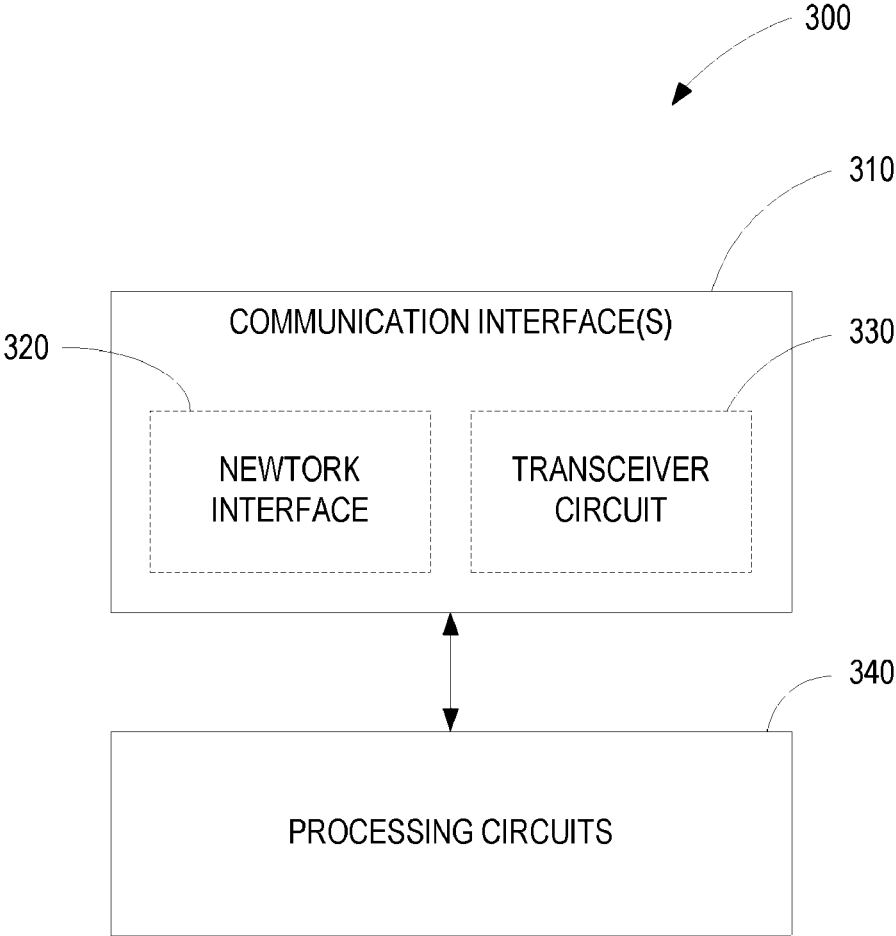 300
310
COMMUNICATION INTERFACE(S)
320
330
NEWTORK
INTERFACE
TRANSCEIVER
CIRCUIT
340
PROCESSING CIRCUITS